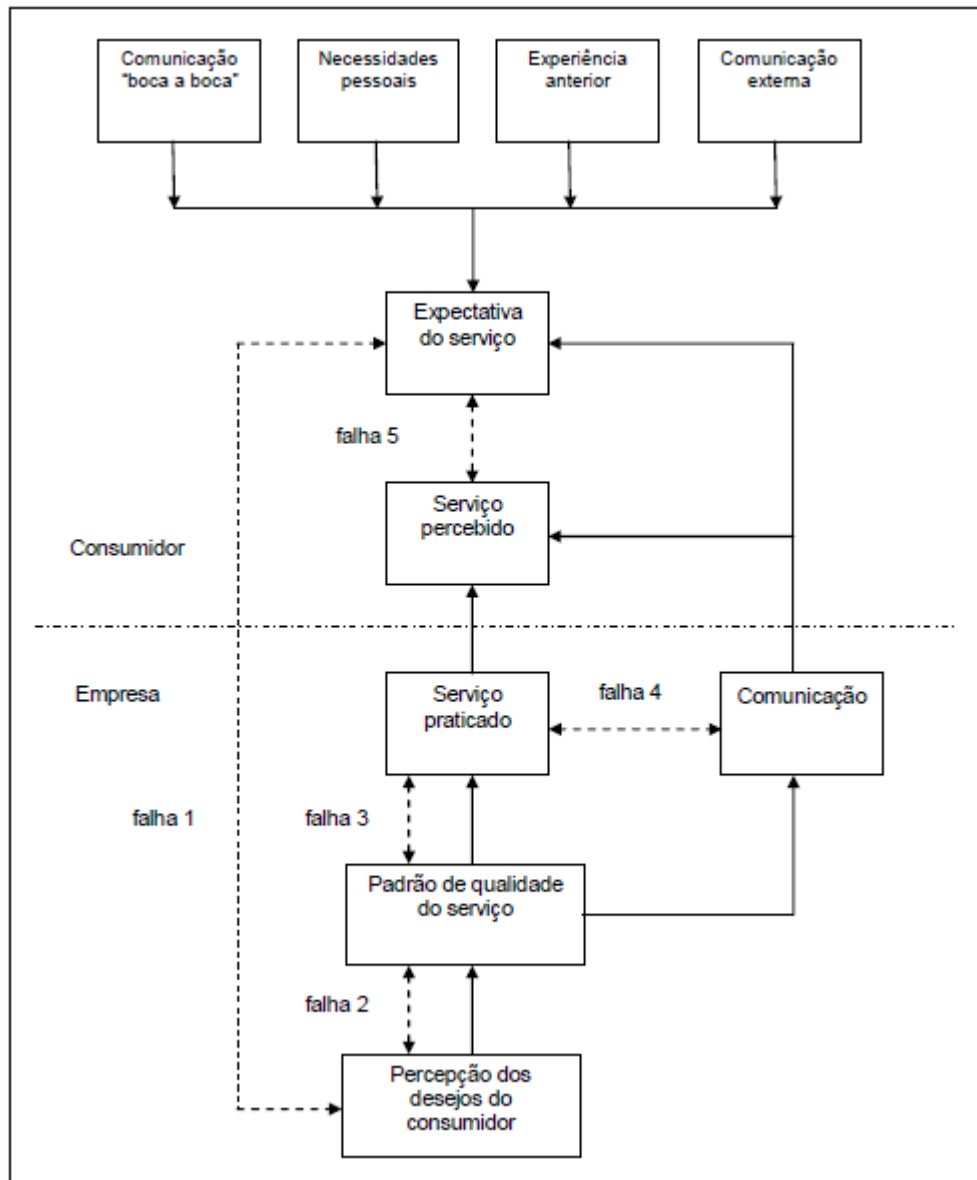 Comunicação
"boca a boca"
Necessidades
pessoais
Experiência
anterior
Comunicação
externa
Expectativa
do serviço
falha 5
Serviço
percebido
Consumidor
Empresa
Serviço
praticado
falha 4
Comunicação
falha 1
falha 3
Padrão de qualidade
do serviço
falha 2
Percepção dos
desejos do
consumidor